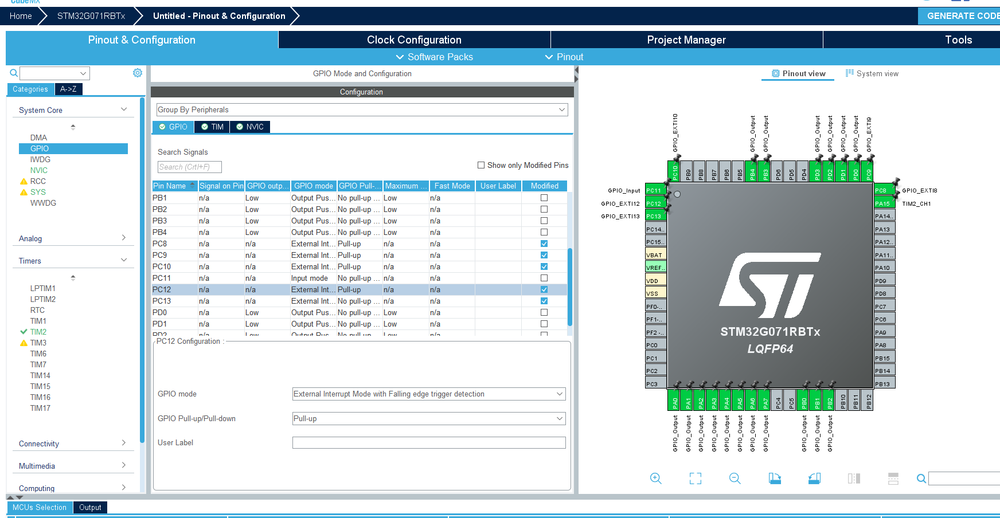 CubeMX
Home STM32G071RBTx Untitled - Pinout & Configuration GENERATE CODE
Pinout & Configuration Clock Configuration Project Manager Tools
Software Packs Pinout
GPIO Mode and Configuration
Pinout view System view
Categories A->Z
Configuration
System Core
Group By Peripherals
GPIO TIM NVIC
DMA
GPIO
IWDG
NVIC
RCC
SYS
WWDG
Analog
Timers
LPTIM1
LPTIM2
RTC
TIM1
TIM2
TIM3
TIM6
TIM7
TIM14
TIM15
TIM16
TIM17
Connectivity
Multimedia
Computing
Search Signals
Search (Crtl+F)
Show only Modified Pins
Pin Name Signal on Pin GPIO outp... GPIO mode GPIO Pull-... Maximum ... Fast Mode User Label Modified
PB1 n/a Low Output Pus... No pull-up ... Low n/a
PB2 n/a Low Output Pus... No pull-up ... Low n/a
PB3 n/a Low Output Pus... No pull-up ... Low n/a
PB4 n/a Low Output Pus... No pull-up ... Low n/a
PC8 n/a n/a External Int... Pull-up n/a n/a
PC9 n/a n/a External Int... Pull-up n/a n/a
PC10 n/a n/a External Int... Pull-up n/a n/a
PC11 n/a n/a Input mode No pull-up ... n/a n/a
PC12 n/a n/a External Int... Pull-up n/a n/a
PC13 n/a n/a External Int... No pull-up ... n/a n/a
PD0 n/a Low Output Pus... No pull-up ... Low n/a
PD1 n/a Low Output Pus... No pull-up ... Low n/a
PD2 n/a Low Output Pus... No pull-up ... Low n/a
PC12 Configuration :
GPIO mode External Interrupt Mode with Falling edge trigger detection
GPIO Pull-up/Pull-down Pull-up
User Label
GPIO_EXTI10 GPIO_Output GPIO_Output GPIO_Output GPIO_Output GPIO_Output GPIO_Output GPIO_EXTI9
PC10 PB9 PB8 PB7 PB6 PB5 PB4 PB3 PD6 PD5 PD4 PD3 PD2 PD1 PD0 PC9
GPIO_Input PC11 PC8 GPIO_EXTI8
GPIO_EXTI12 PC12 PA15 TIM2_CH1
GPIO_EXTI13 PC13 PA14..
PC14.. PA13
PC15.. PA12..
VBAT PA11..
VREF.. PA10
VDD PD9
VSS PD8
PF0-.. PC7
PF1-.. PC6
PF2 -.. PA9
PC0 PA8
PC1 PB15
PC2 PB14
PC3 PB13
ST
STM32G071RBTx
LQFP64
PA0 PA1 PA2 PA3 PA4 PA5 PA6 PA7 PC4 PC5 PB0 PB1 PB2 PB10 PB11 PB12
GPIO_Output GPIO_Output GPIO_Output GPIO_Output GPIO_Output GPIO_Output GPIO_Output GPIO_Output GPIO_Output GPIO_Output GPIO_Output
MCUs Selection Output